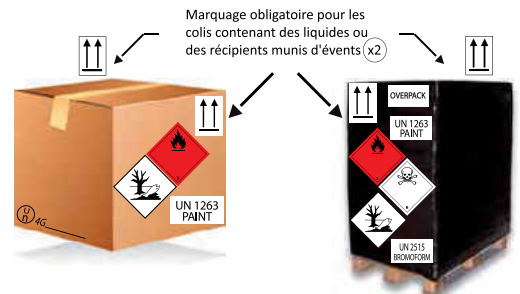 Marquage obligatoire pour les
colis contenant des liquides ou
des récipients munis d'évents x2
OVERPACK
UN 1263
PAINT
UN 1263
PAINT
u
n 4G
UN 2515
BROMOFORM